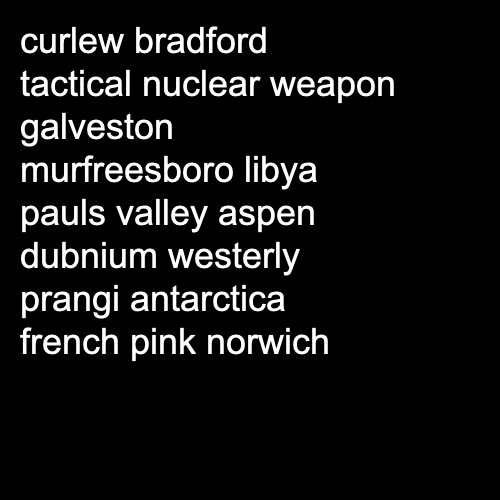 curlew bradford
tactical nuclear weapon
galveston
murfreesboro libya
pauls valley aspen
dubnium westerly
prangi antarctica
french pink norwich